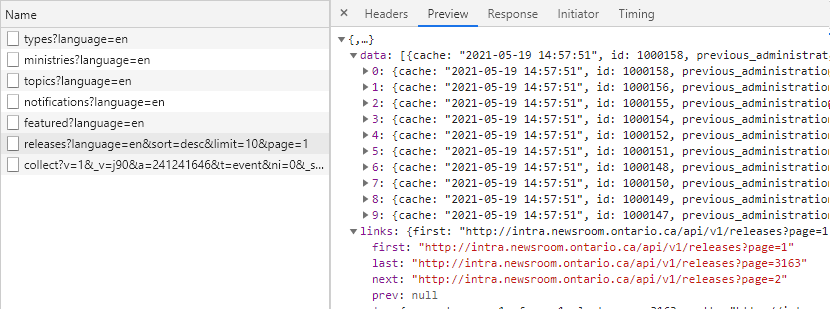 Name
types?language=en
ministries?language=en
topics?language=en
notifications?language=en
featured?language=en
releases?language=en&sort=desc&limit=10&page=1
collect?v=1&_v=j90&a=241241646&t=event&ni=0&_s...
× Headers Preview Response Initiator Timing
▼{,…}
▼data: [{cache: "2021-05-19 14:57:51", id: 1000158, previous_administrat
▶0: {cache: "2021-05-19 14:57:51", id: 1000158, previous_administration
▶1: {cache: "2021-05-19 14:57:51", id: 1000156, previous_administration
▶2: {cache: "2021-05-19 14:57:51", id: 1000155, previous_administration
▶3: {cache: "2021-05-19 14:57:51", id: 1000154, previous_administration
▶4: {cache: "2021-05-19 14:57:51", id: 1000152, previous_administration
▶5: {cache: "2021-05-19 14:57:51", id: 1000151, previous_administration
▶6: {cache: "2021-05-19 14:57:51", id: 1000148, previous_administration
▶7: {cache: "2021-05-19 14:57:51", id: 1000150, previous_administration
▶8: {cache: "2021-05-19 14:57:51", id: 1000149, previous_administration
▶9: {cache: "2021-05-19 14:57:51", id: 1000147, previous_administration
▼links: {first: "http://intra.newsroom.ontario.ca/api/v1/releases?page=1
first: "http://intra.newsroom.ontario.ca/api/v1/releases?page=1"
last: "http://intra.newsroom.ontario.ca/api/v1/releases?page=3163"
next: "http://intra.newsroom.ontario.ca/api/v1/releases?page=2"
prev: null